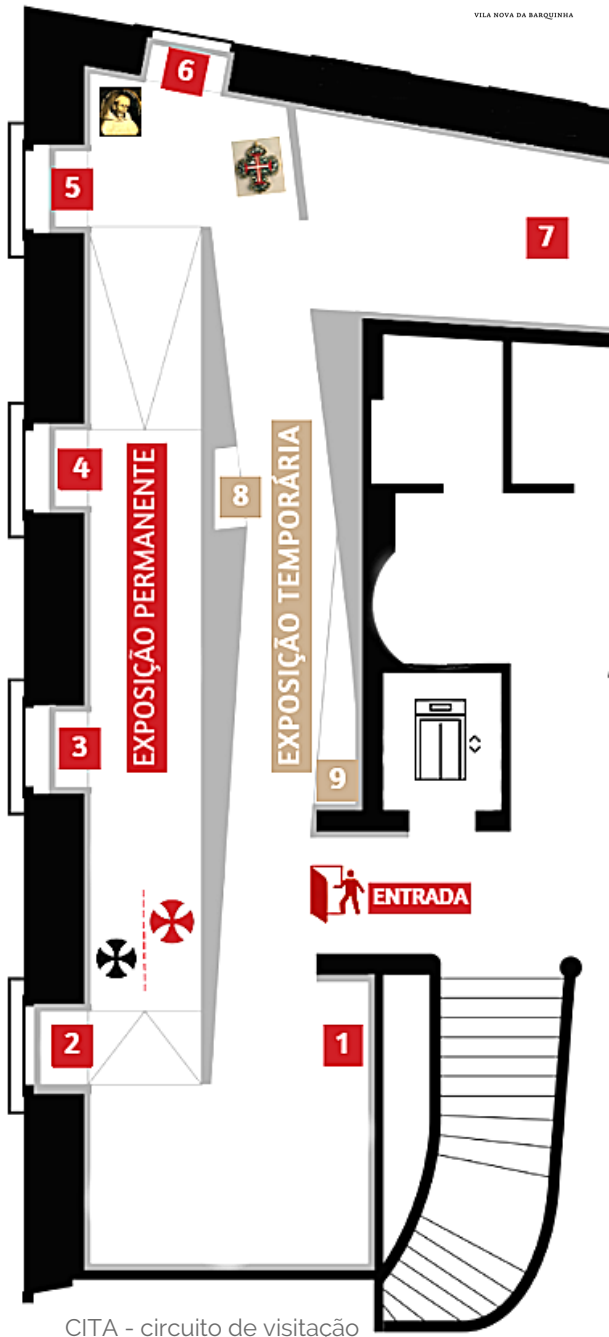 VILA NOVA DA BARQUINHA
6
5
7
4
EXPOSIÇÃO PERMANENTE
8
EXPOSIÇÃO TEMPORÁRIA
3
9
ENTRADA
2
1
CITA - circuito de visitação